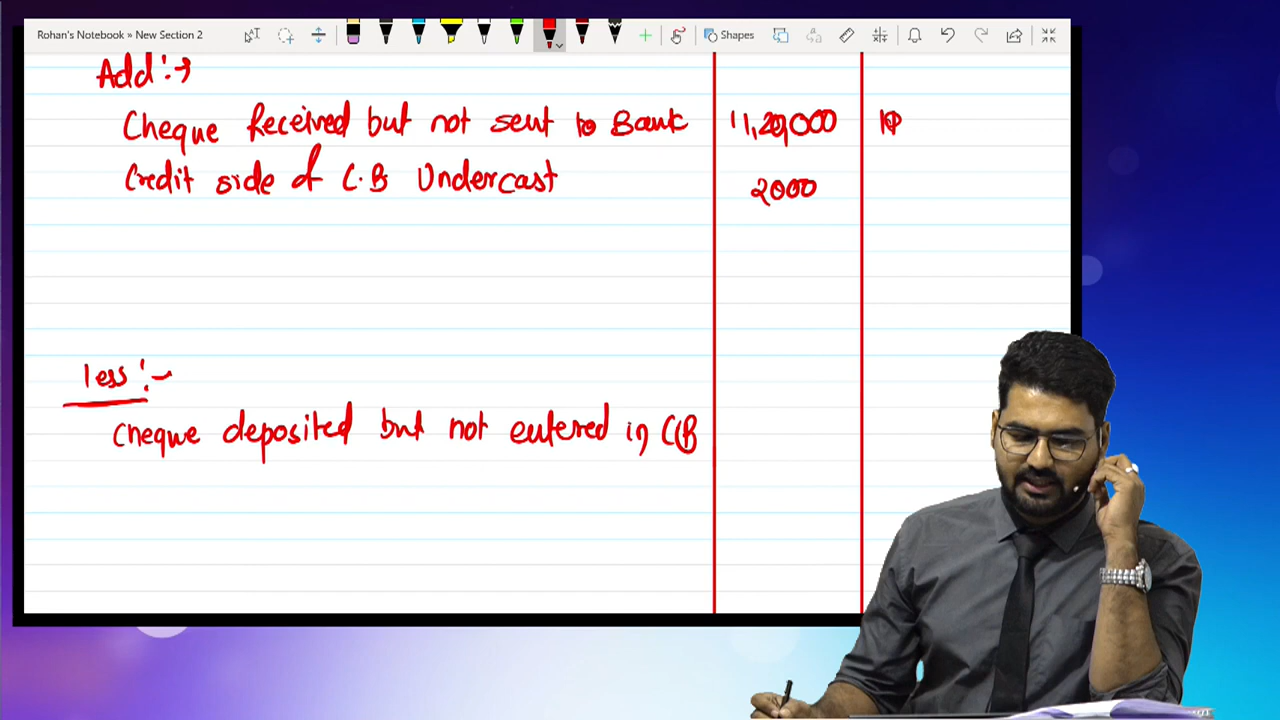 Rohan's Notebook » New Section 2
Shapes
Add :→
Cheque Received but not sent to Bank 11,20,000
Credit side of C.B Undercast 2000
less :-
Cheque deposited but not entered in CB